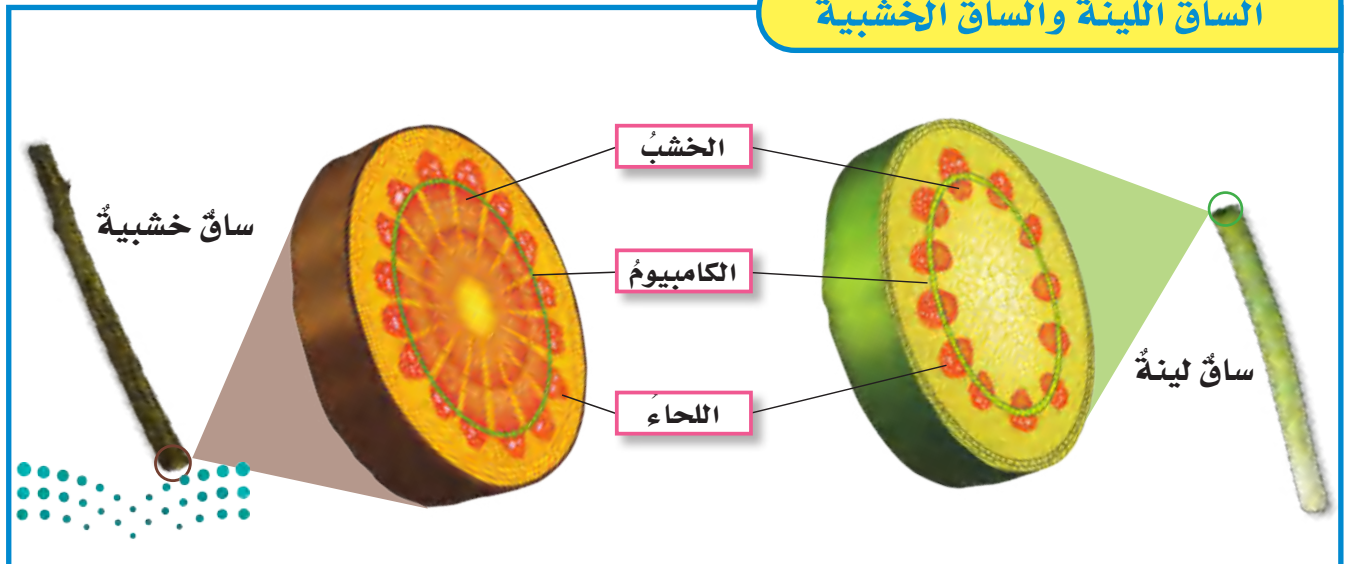 الساق اللينة والساق الخشبية
الخشبُ
ساقٌ خشبيةٌ
الكامبيومُ
ساقٌ لينةٌ
اللحاءُ